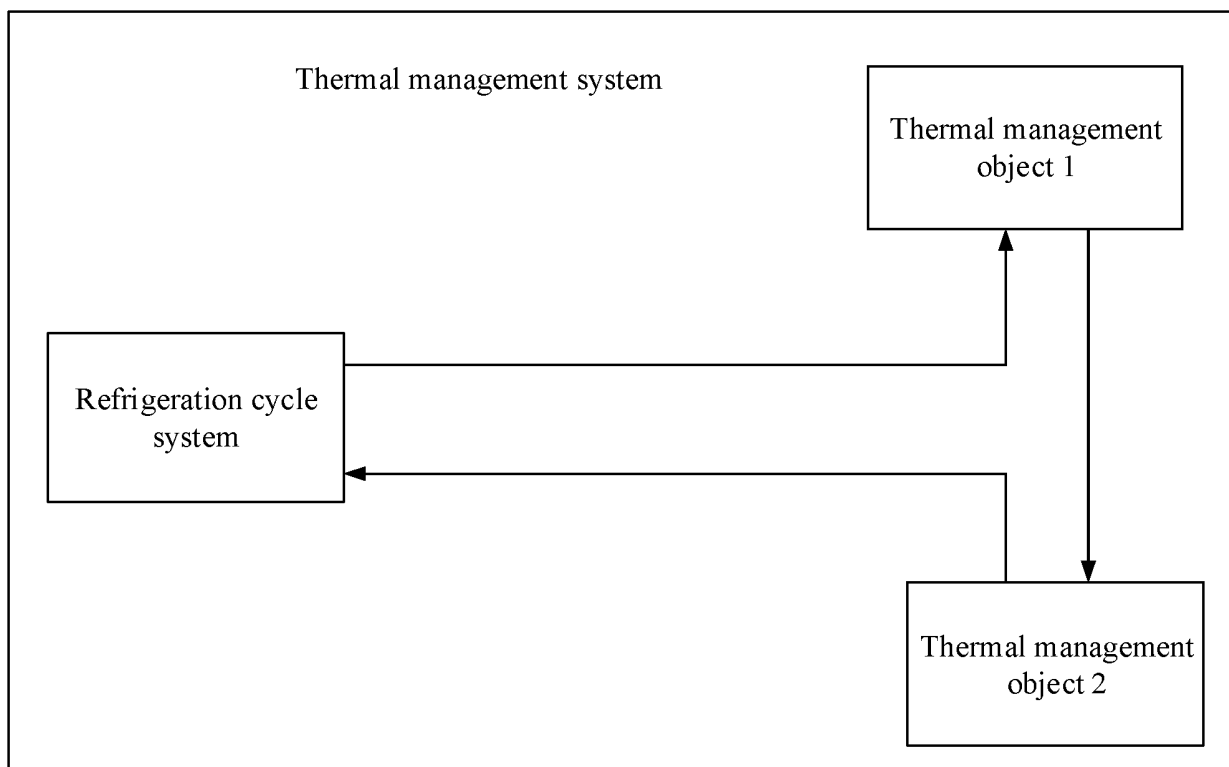 Thermal management system
Thermal management
object 1
Refrigeration cycle
system
Thermal management
object 2